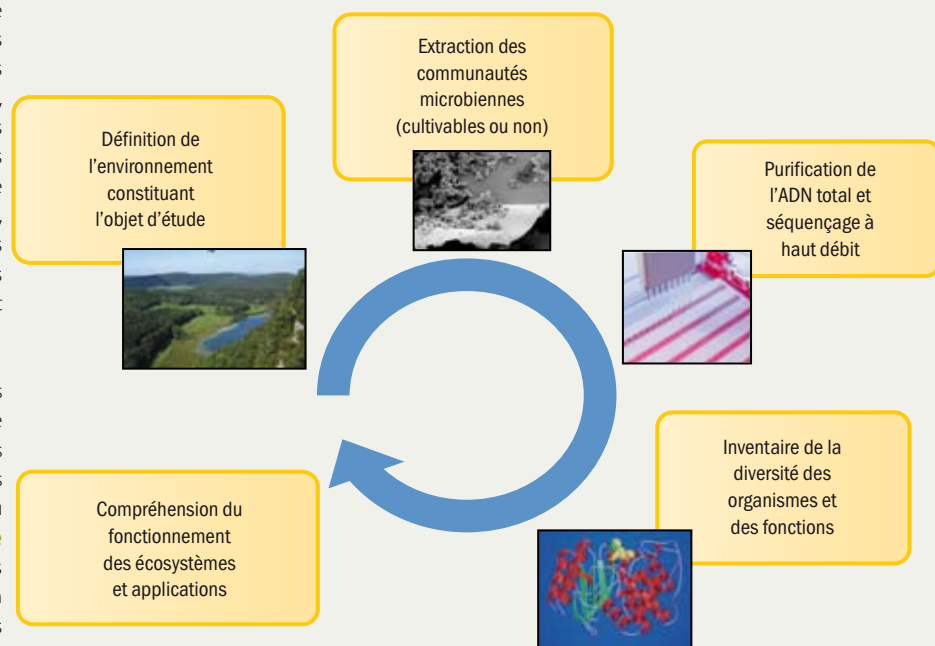 Définition de
l'environnement
constituant
l'objet d'étude
Extraction des
communautés
microbiennes
(cultivables ou non)
Purification de
l'ADN total et
séquençage à
haut débit
Inventaire de la
diversité des
organismes et
des fonctions
Compréhension du
fonctionnement
des écosystèmes
et applications